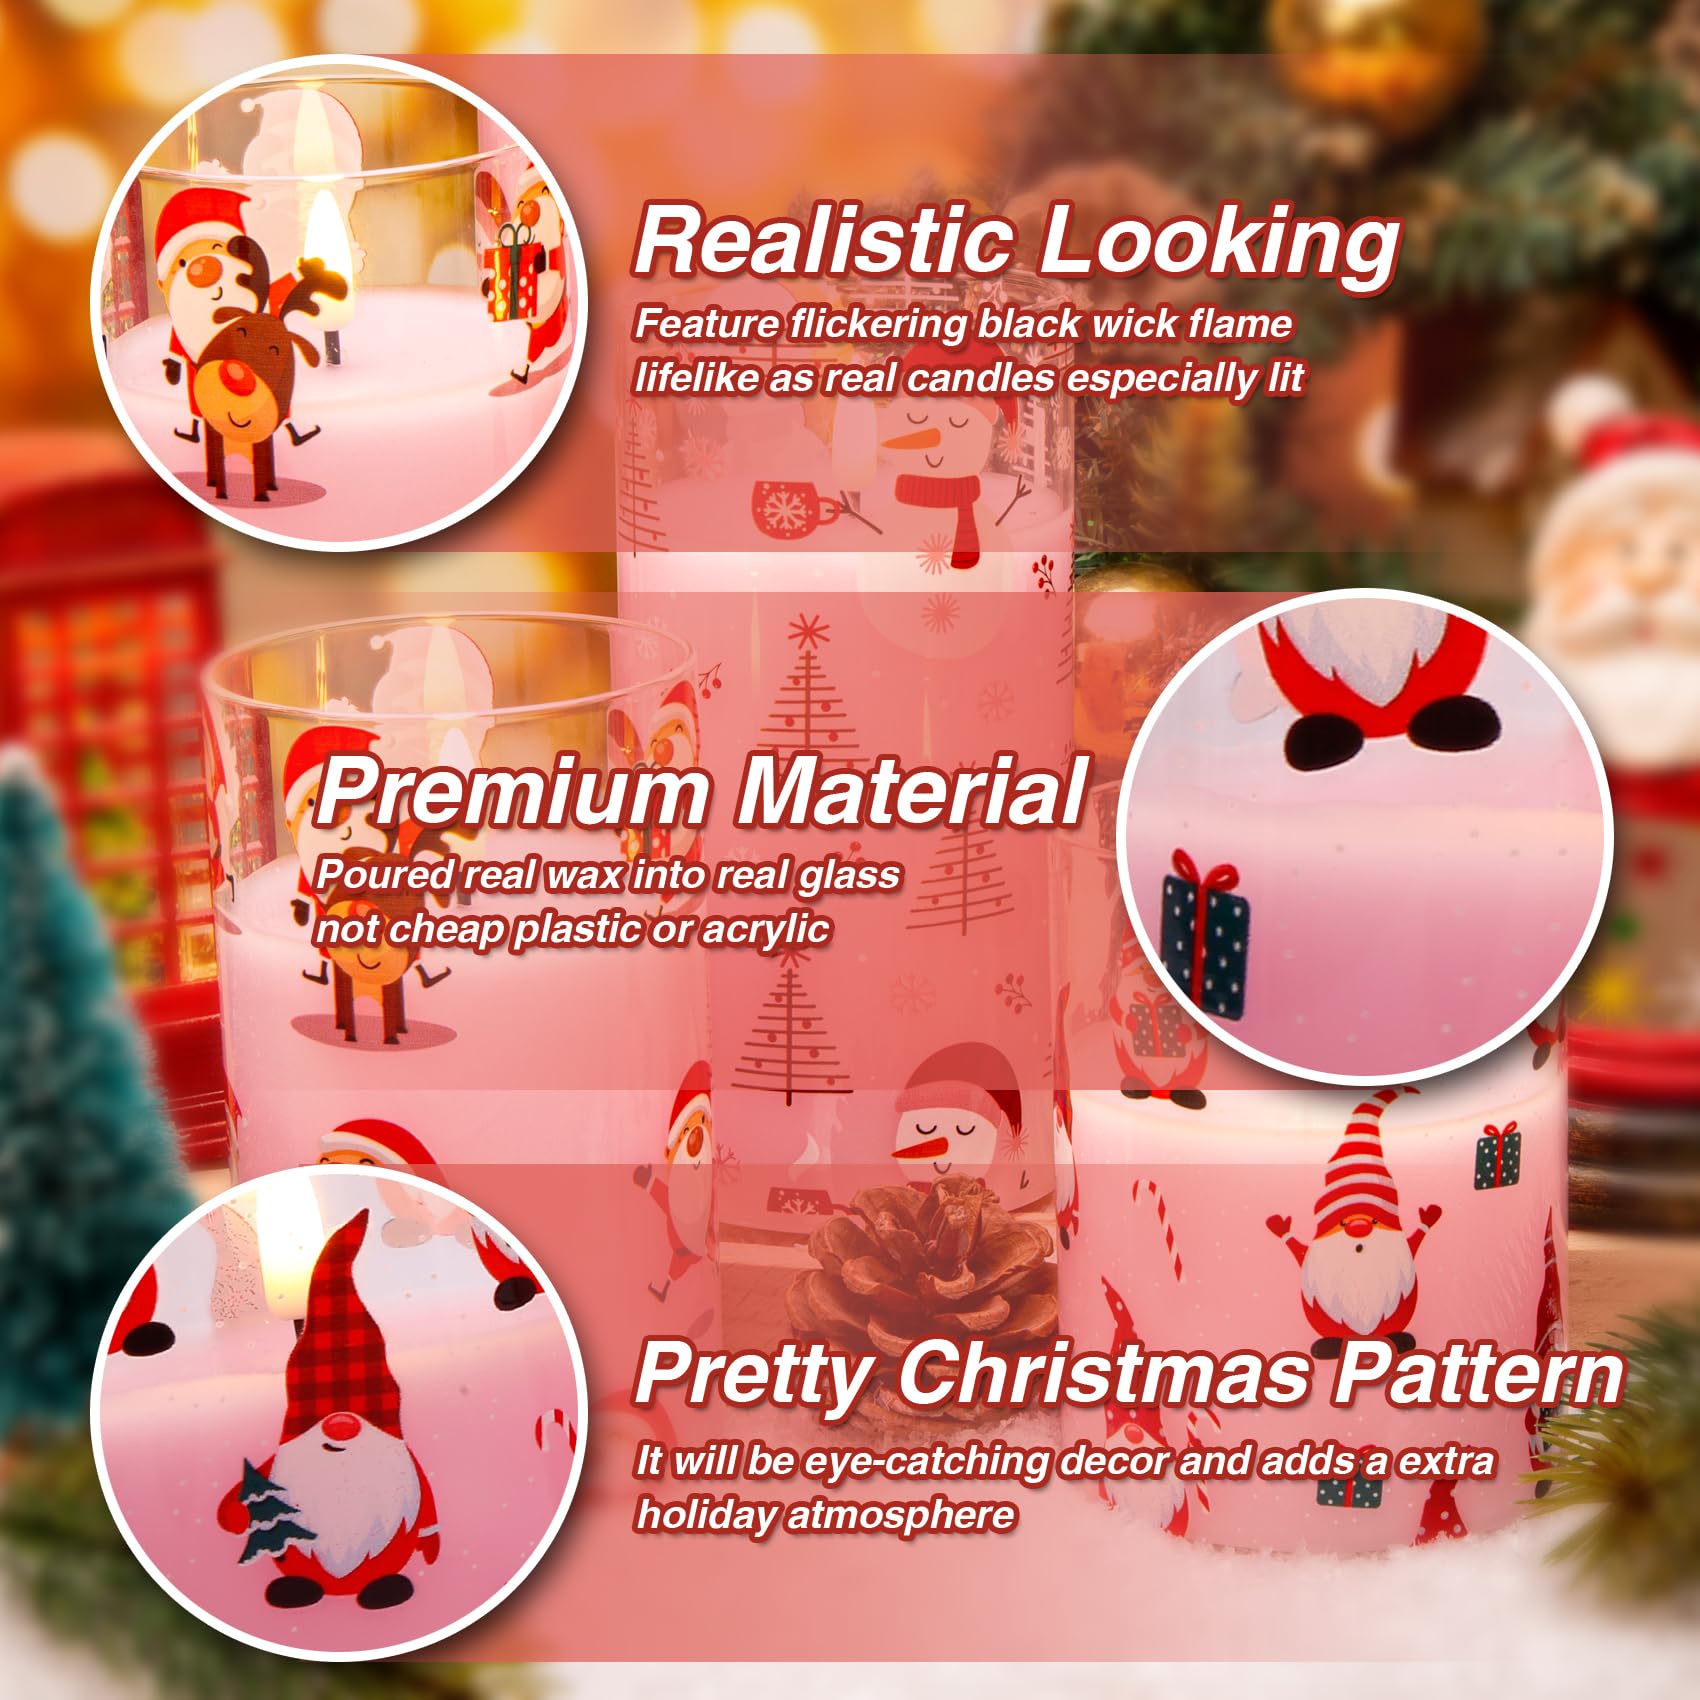 Realistic Looking
Feature flickering black wick flame
lifelike as real candles especially lit
Premium Material
Poured real wax into real glass
not cheap plastic or acrylic
Pretty Christmas Pattern
It will be eye-catching decor and adds a extra
holiday atmosphere